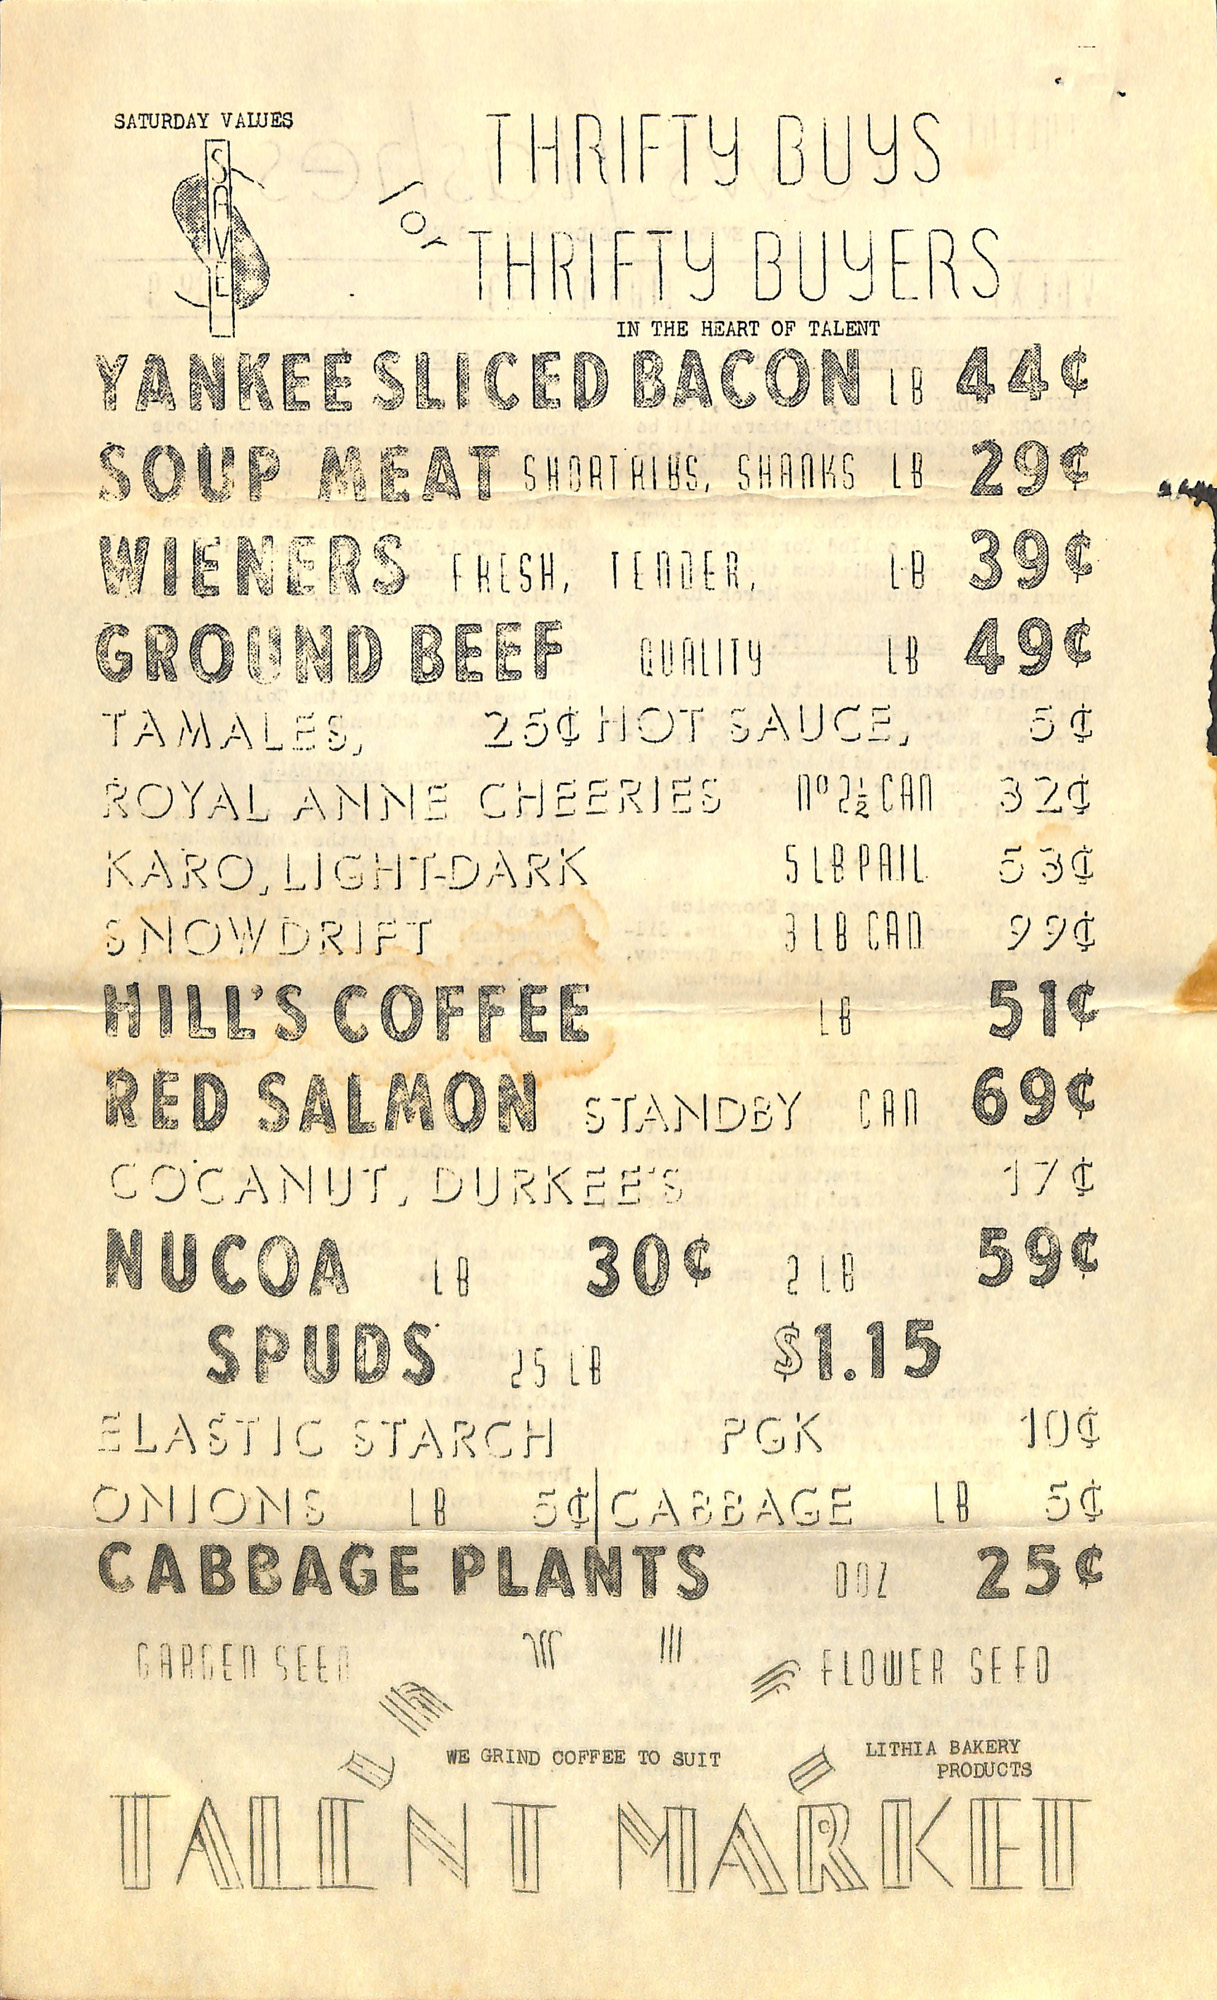 SATURDAY VALUES
SAVE
THRIFTY BUYS
for
THRIFTY BUYERS
IN THE HEART OF TALENT
YANKEE SLICED BACON LB 44¢
SOUP MEAT SHORTRIBS, SHANKS LB 29¢
WIENERS FRESH, TENDER, LB 39¢
GROUND BEEF QUALITY LB 49¢
TAMALES, 25¢ HOT SAUCE, 5¢
ROYAL ANNE CHEERIES Nº 2½ CAN 32¢
KARO, LIGHT-DARK 5 LB PAIL 53¢
SNOWDRIFT 3 LB CAN 99¢
HILL'S COFFEE LB 51¢
RED SALMON STANDBY CAN 69¢
COCANUT, DURKEE'S 17¢
NUCOA LB 30¢ 2 LB 59¢
SPUDS 25 LB $1.15
ELASTIC STARCH PGK 10¢
ONIONS LB 5¢ CABBAGE LB 5¢
CABBAGE PLANTS DOZ 25¢
GARDEN SEED FLOWER SEED
WE GRIND COFFEE TO SUIT
LITHIA BAKERY
PRODUCTS
TALENT MARKET